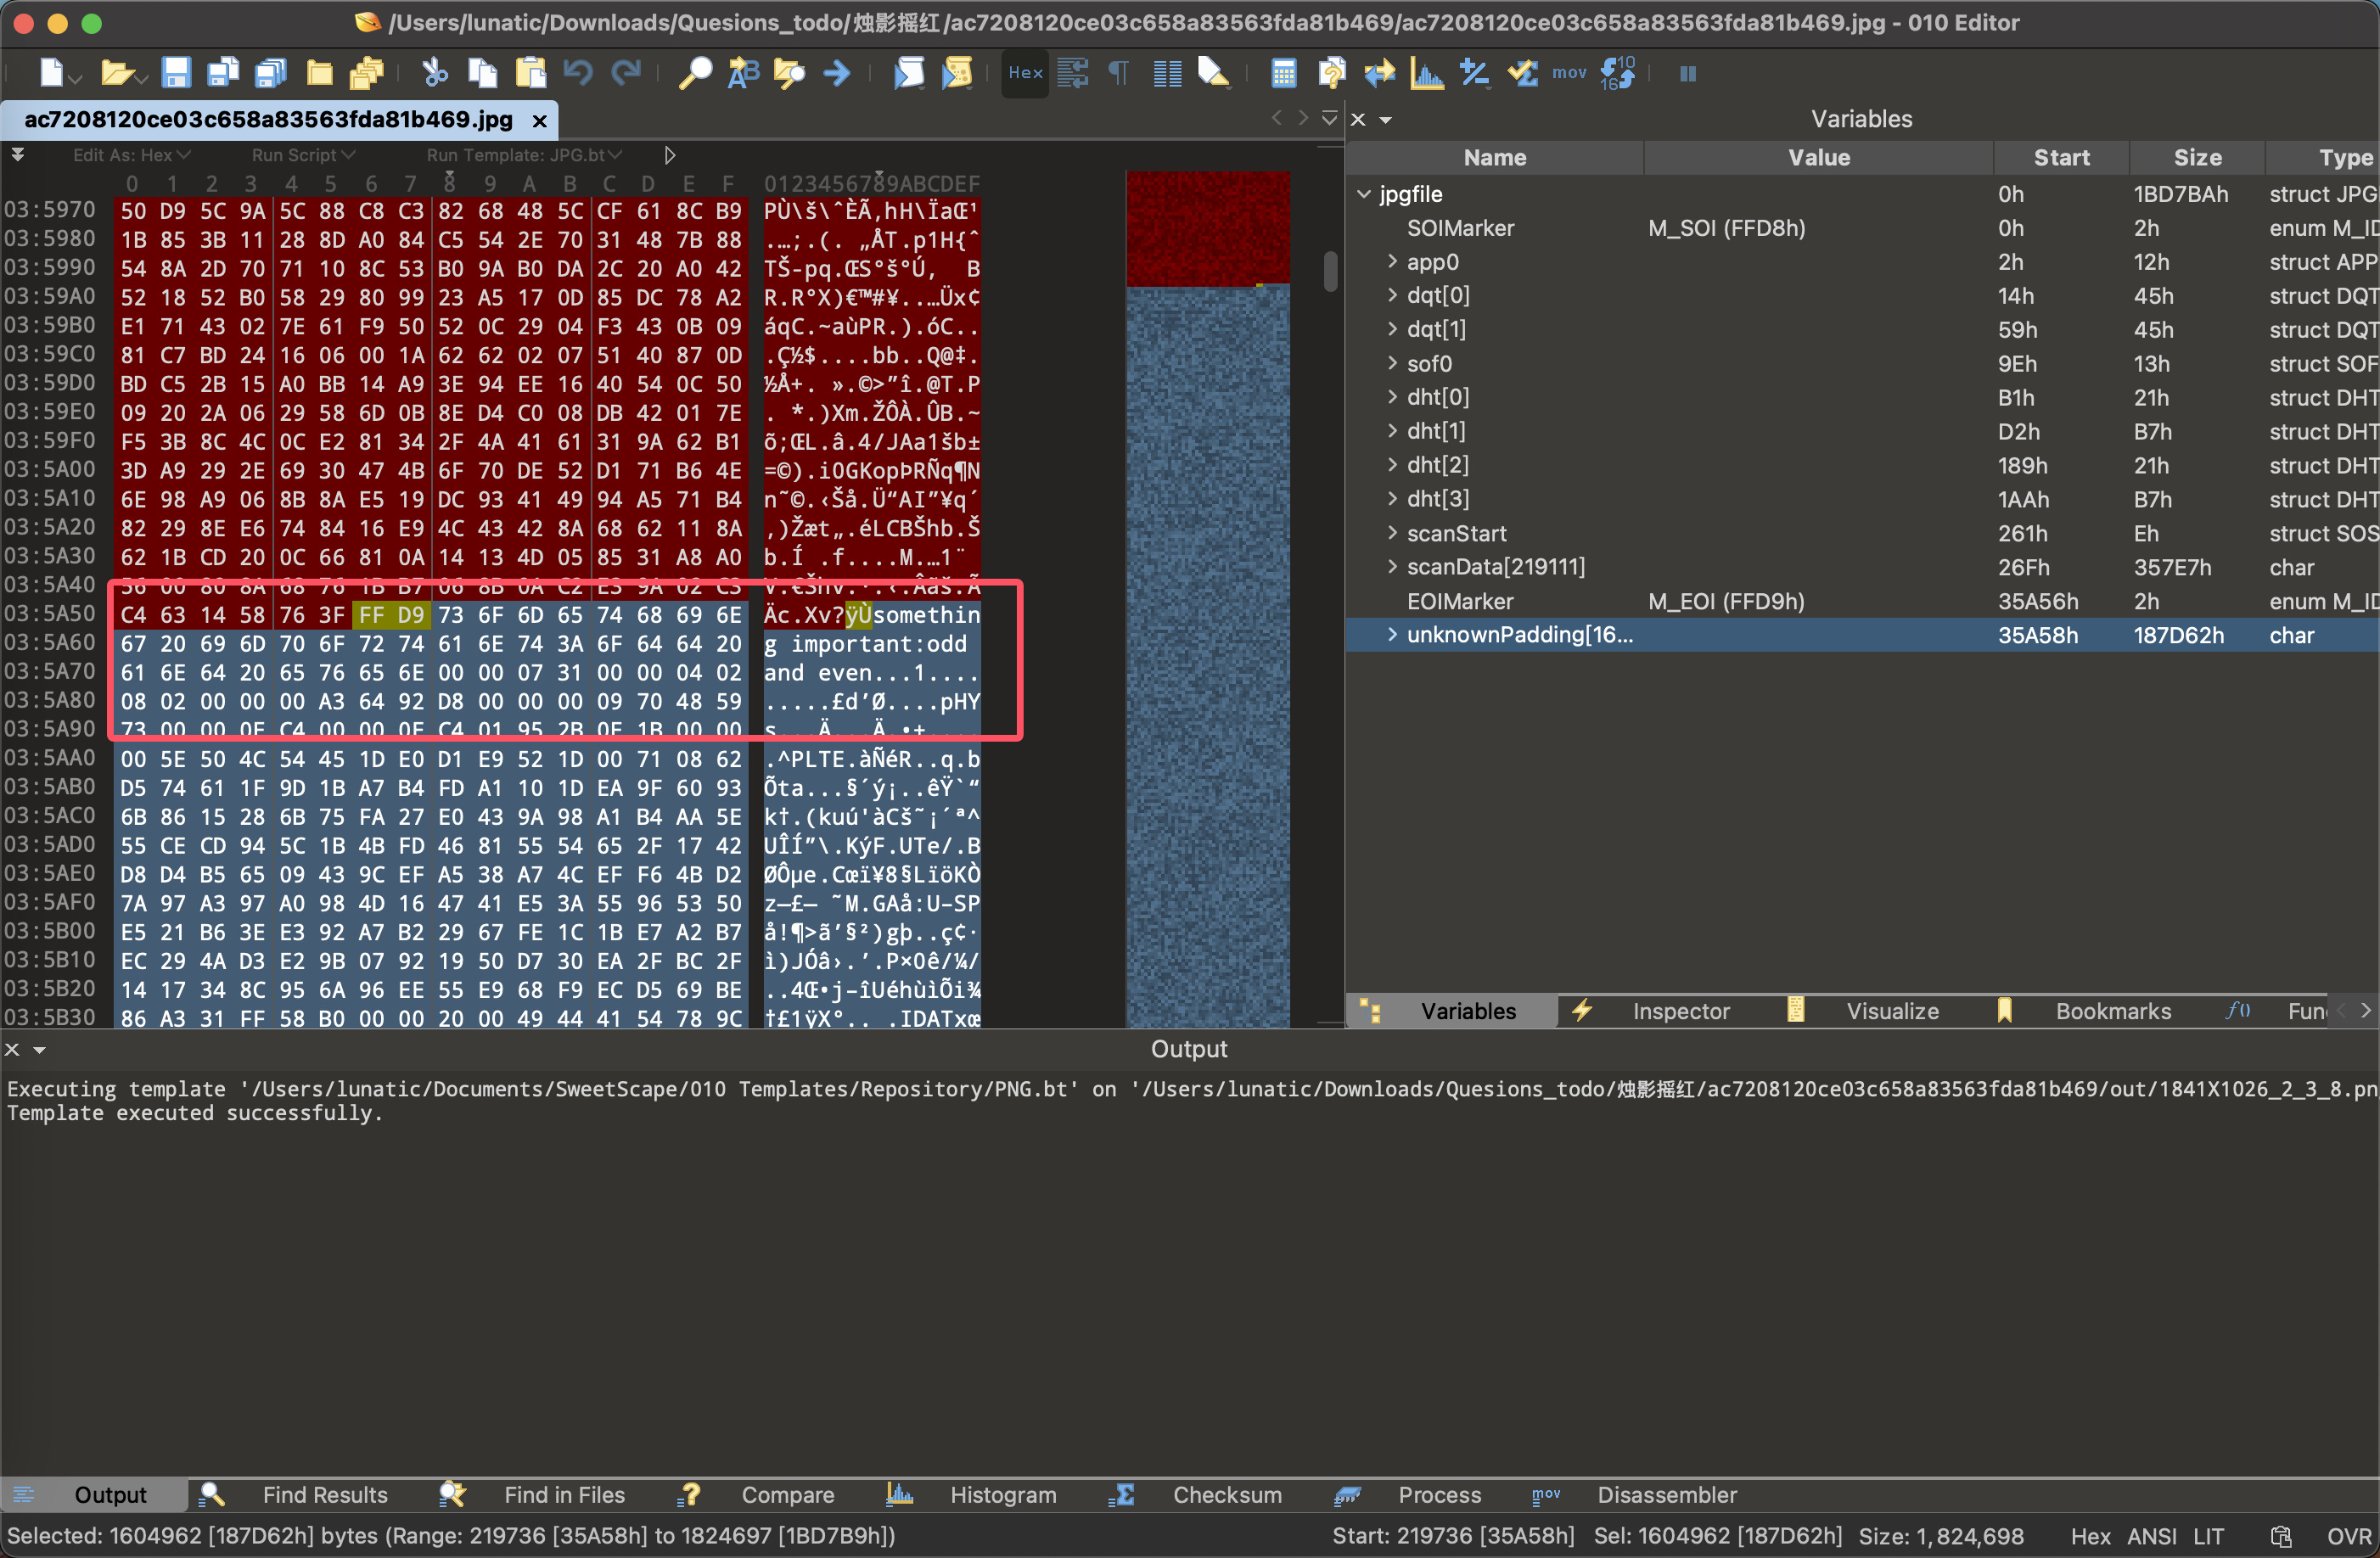 /Users/lunatic/Downloads/Quesions_todo/烛影摇红/ac7208120ce03c658a83563fda81b469/ac7208120ce03c658a83563fda81b469.jpg - 010 Editor
Hex
mov
ac7208120ce03c658a83563fda81b469.jpg
Edit As: Hex Run Script Run Template: JPG.bt
0 1 2 3 4 5 6 7 8 9 A B C D E F 0123456789ABCDEF
03:5970 50 D9 5C 9A 5C 88 C8 C3 82 68 48 5C CF 61 8C B9 PÙ\š\ˆÈÃ‚hH\ÏaŒ¹
03:5980 1B 85 3B 11 28 8D A0 84 C5 54 2E 70 31 48 7B 88 .…;.(. „ÅT.p1H{ˆ
03:5990 54 8A 2D 70 71 10 8C 53 B0 9A B0 DA 2C 20 A0 42 TŠ-pq.ŒS°š°Ú,  B
03:59A0 52 18 52 B0 58 29 80 99 23 A5 17 0D 85 DC 78 A2 R.R°X)€™#¥..…Üx¢
03:59B0 E1 71 43 02 7E 61 F9 50 52 0C 29 04 F3 43 0B 09 áqC.~aùPR.).óC..
03:59C0 81 C7 BD 24 16 06 00 1A 62 62 02 07 51 40 87 0D .Ç½$....bb..Q@‡.
03:59D0 BD C5 2B 15 A0 BB 14 A9 3E 94 EE 16 40 54 0C 50 ½Å+. ».©>”î.@T.P
03:59E0 09 20 2A 06 29 58 6D 0B 8E D4 C0 08 DB 42 01 7E . *.)Xm.ŽÔÀ.ÛB.~
03:59F0 F5 3B 8C 4C 0C E2 81 34 2F 4A 41 61 31 9A 62 B1 õ;ŒL.â.4/JAa1šb±
03:5A00 3D A9 29 2E 69 30 47 4B 6F 70 DE 52 D1 71 B6 4E =©).i0GKopÞRÑq¶N
03:5A10 6E 98 A9 06 8B 8A E5 19 DC 93 41 49 94 A5 71 B4 n˜©.‹Šå.Ü“AI”¥q´
03:5A20 82 29 8E E6 74 84 16 E9 4C 43 42 8A 68 62 11 8A ‚)Žæt„.éLCBŠhb.Š
03:5A30 62 1B CD 20 0C 66 81 0A 14 13 4D 05 85 31 A8 A0 b.Í .f....M.…1¨
03:5A40 56 00 80 8A 68 76 1B B7 06 8B 0A C2 E3 9A 02 C3 V.€Šhv.·.‹.Âãš.Ã
03:5A50 C4 63 14 58 76 3F FF D9 73 6F 6D 65 74 68 69 6E Äc.Xv?ÿÙsomethin
03:5A60 67 20 69 6D 70 6F 72 74 61 6E 74 3A 6F 64 64 20 g important:odd
03:5A70 61 6E 64 20 65 76 65 6E 00 00 07 31 00 00 04 02 and even...1....
03:5A80 08 02 00 00 00 A3 64 92 D8 00 00 00 09 70 48 59 .....£d’Ø....pHY
03:5A90 73 00 00 0E C4 00 00 0E C4 01 95 2B 0E 1B 00 00 s...Ä...Ä.•+....
03:5AA0 00 5E 50 4C 54 45 1D E0 D1 E9 52 1D 00 71 08 62 .^PLTE.àÑéR..q.b
03:5AB0 D5 74 61 1F 9D 1B A7 B4 FD A1 10 1D EA 9F 60 93 Õta...§´ý¡..êŸ`“
03:5AC0 6B 86 15 28 6B 75 FA 27 E0 43 9A 98 A1 B4 AA 5E k†.(kuú'àCš˜¡´ª^
03:5AD0 55 CE CD 94 5C 1B 4B FD 46 81 55 54 65 2F 17 42 UÎÍ”\.KýF.UTe/.B
03:5AE0 D8 D4 B5 65 09 43 9C EF A5 38 A7 4C EF F6 4B D2 ØÔµe.Cœï¥8§LïöKÒ
03:5AF0 7A 97 A3 97 A0 98 4D 16 47 41 E5 3A 55 96 53 50 z—£— ˜M.GAå:U–SP
03:5B00 E5 21 B6 3E E3 92 A7 B2 29 67 FE 1C 1B E7 A2 B7 å!¶>ã’§²)gþ..ç¢·
03:5B10 EC 29 4A D3 E2 9B 07 92 19 50 D7 30 EA 2F BC 2F ì)JÓâ›.’.P×0ê/¼/
03:5B20 14 17 34 8C 95 6A 96 EE 55 E9 68 F9 EC D5 69 BE ..4Œ•j–îUéhùìÕi¾
03:5B30 86 A3 31 FF 58 B0 00 00 20 00 49 44 41 54 78 9C †£1ÿX°.. .IDATxœ
Variables
Name Value Start Size Type
jpgfile 0h 1BD7BAh struct JPG
SOIMarker M_SOI (FFD8h) 0h 2h enum M_ID
app0 2h 12h struct APP
dqt[0] 14h 45h struct DQT
dqt[1] 59h 45h struct DQT
sof0 9Eh 13h struct SOF
dht[0] B1h 21h struct DHT
dht[1] D2h B7h struct DHT
dht[2] 189h 21h struct DHT
dht[3] 1AAh B7h struct DHT
scanStart 261h Eh struct SOS
scanData[219111] 26Fh 357E7h char
EOIMarker M_EOI (FFD9h) 35A56h 2h enum M_ID
unknownPadding[16... 35A58h 187D62h char
Variables Inspector Visualize Bookmarks f() Fun
Output
Executing template '/Users/lunatic/Documents/SweetScape/010 Templates/Repository/PNG.bt' on '/Users/lunatic/Downloads/Quesions_todo/烛影摇红/ac7208120ce03c658a83563fda81b469/out/1841X1026_2_3_8.pn
Template executed successfully.
Output Find Results Find in Files Compare Histogram Checksum Process mov Disassembler
Selected: 1604962 [187D62h] bytes (Range: 219736 [35A58h] to 1824697 [1BD7B9h]) Start: 219736 [35A58h] Sel: 1604962 [187D62h] Size: 1,824,698 Hex ANSI LIT OVR